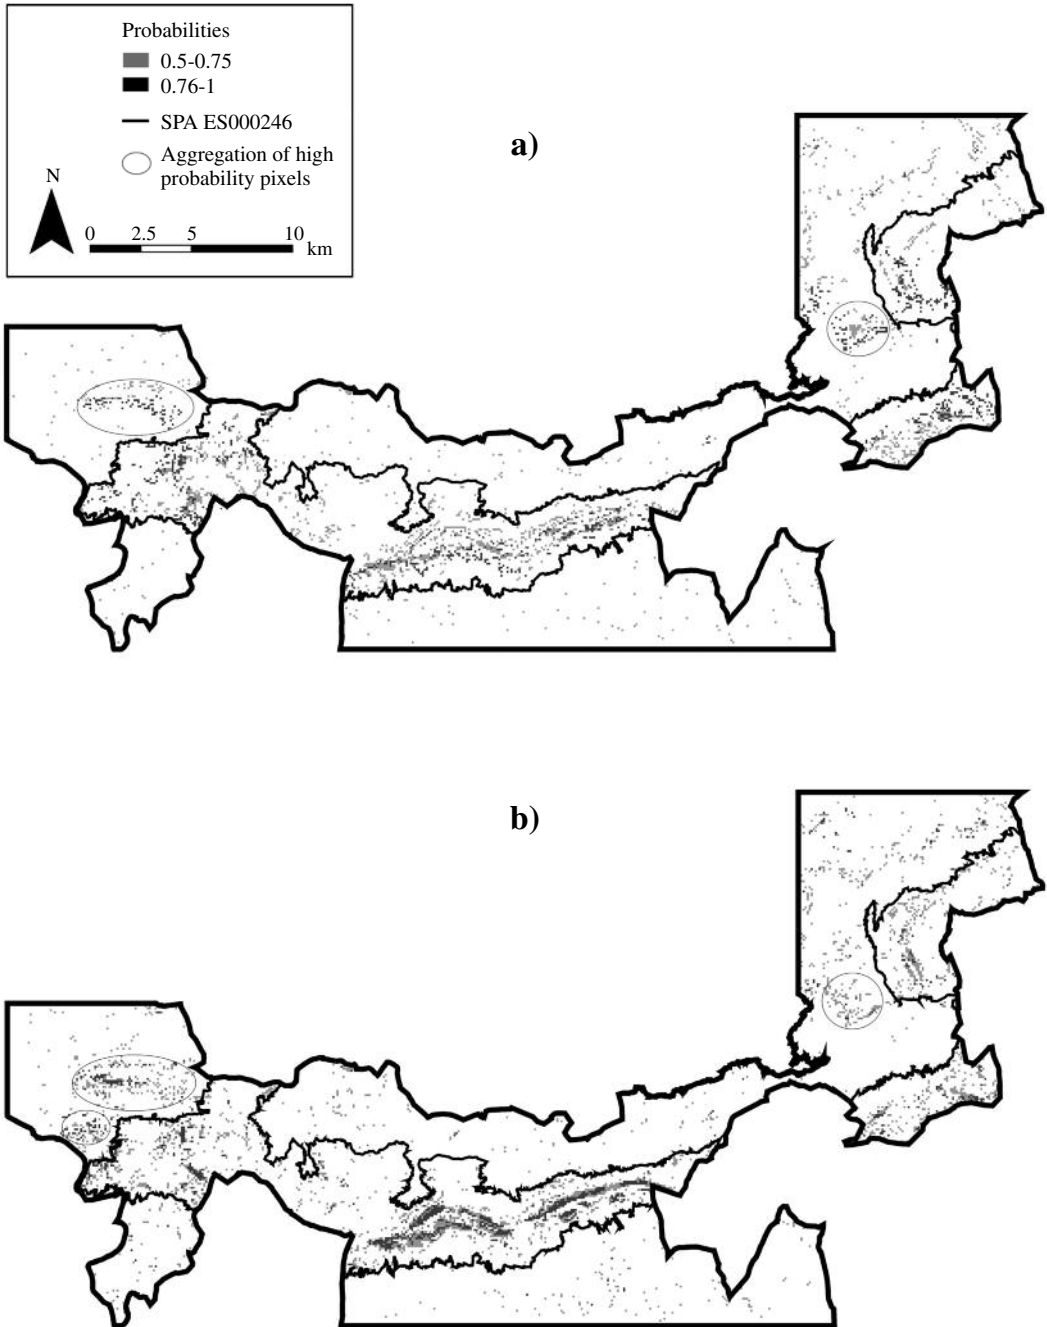 Probabilities
0.5-0.75
0.76-1
SPA ES000246
Aggregation of high
probability pixels
N
0 2.5 5 10
km
a)
b)